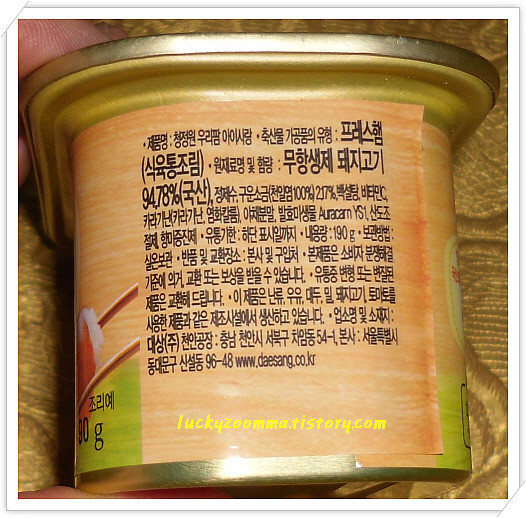 •제품명 : 청정원 우리팜 아이사랑 • 축산물 가공품의 유형 : 프레스햄
(식육통조림) • 원재료명 및 함량 : 무항생제 돼지고기
94.78%(국산), 정제수, 구운소금(천일염100%) 2.17%, 백설탕, 비타민C,
카라기난(카라기난, 염화칼륨), 야채분말, 발효미생물 Auracarn YS1, 산도조
절제, 향미증진제 • 유통기한 : 하단 표시일까지 • 내용량 : 190 g • 보관방법 :
실온보관 • 반품 및 교환장소 : 본사 및 구입처 • 본제품은 소비자 분쟁해결
기준에 의거, 교환 또는 보상을 받을 수 있습니다. • 유통중 변형 또는 변질된
제품은 교환해 드립니다. • 이 제품은 난류, 우유, 대두, 밀, 돼지고기, 토마토를
사용한 제품과 같은 제조시설에서 생산하고 있습니다. • 업소명 및 소재지 :
대상(주) 천안공장 : 충남 천안시 서북구 차암동 54-1, 본사 : 서울특별시
동대문구 신설동 96-48 www.daesang.co.kr
조리예
90 g
luckyzoomma.tistory.com